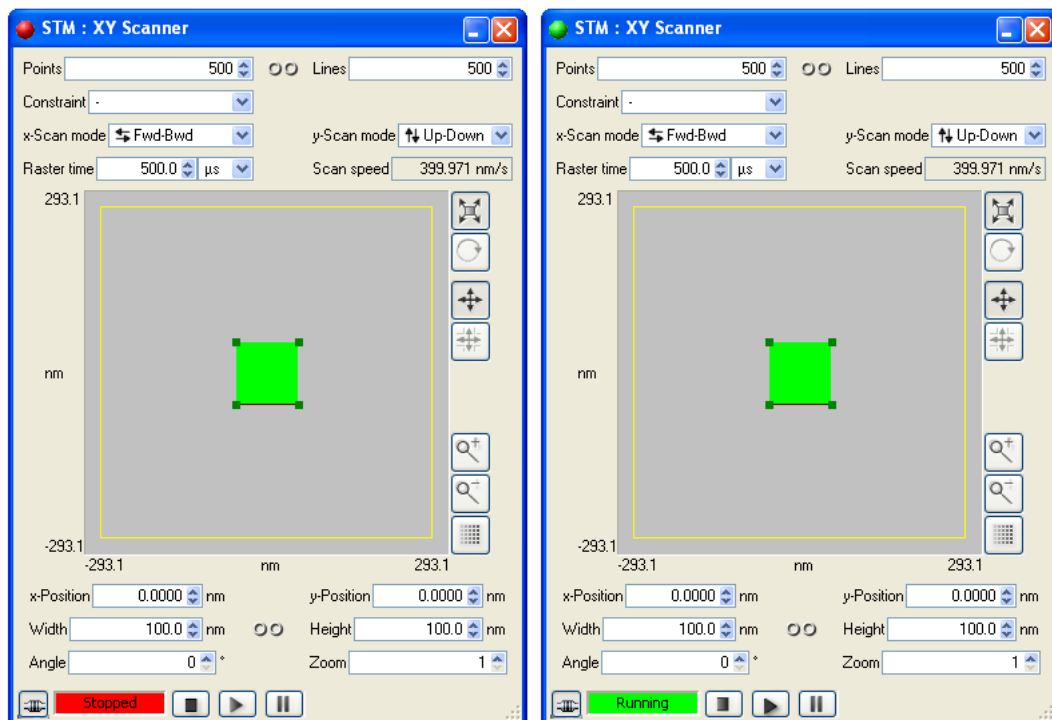 STM : XY Scanner
Points 500 Lines 500
Constraint -
x-Scan mode Fwd-Bwd y-Scan mode Up-Down
Raster time 500.0 µs Scan speed 399.971 nm/s
293.1
nm
-293.1
-293.1 nm 293.1
x-Position 0.0000 nm y-Position 0.0000 nm
Width 100.0 nm Height 100.0 nm
Angle 0 ° Zoom 1
Stopped
STM : XY Scanner
Points 500 Lines 500
Constraint -
x-Scan mode Fwd-Bwd y-Scan mode Up-Down
Raster time 500.0 µs Scan speed 399.971 nm/s
293.1
nm
-293.1
-293.1 nm 293.1
x-Position 0.0000 nm y-Position 0.0000 nm
Width 100.0 nm Height 100.0 nm
Angle 0 ° Zoom 1
Running